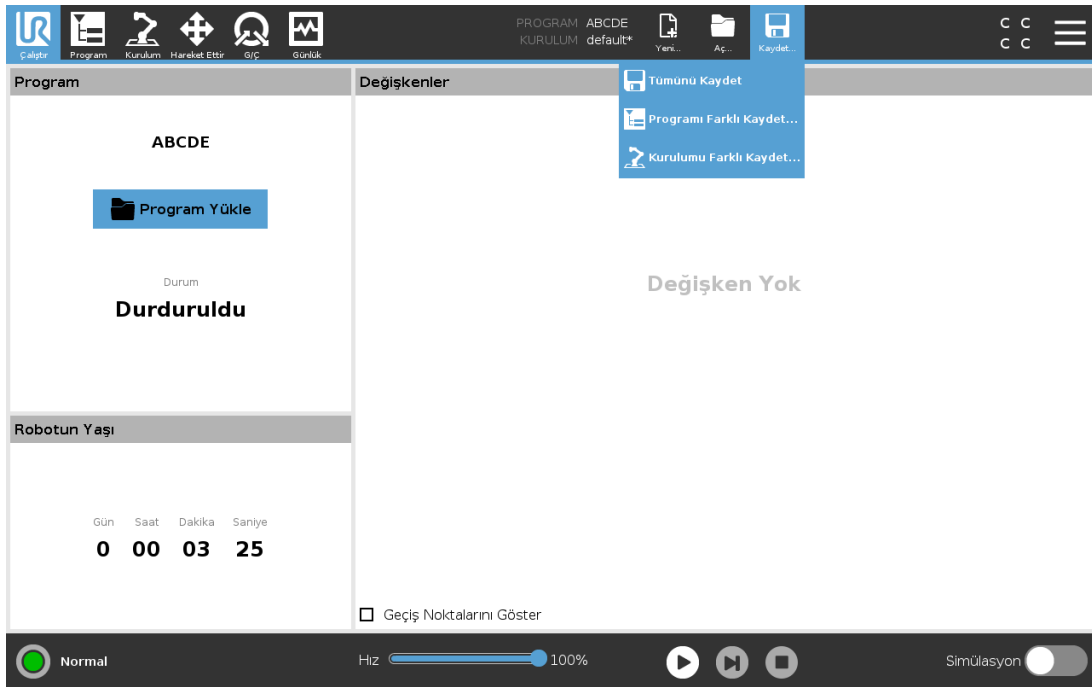 PROGRAM ABCDE
KURULUM default*
Çalıştır Program Kurulum Hareket Ettir G/Ç Günlük
Yeni... Aç... Kaydet...
C C
C C
Tümünü Kaydet
Programı Farklı Kaydet...
Kurulumu Farklı Kaydet...
Program
ABCDE
Program Yükle
Durum
Durduruldu
Değişkenler
Değişken Yok
Robotun Yaşı
Gün Saat Dakika Saniye
0 00 03 25
Geçiş Noktalarını Göster
Normal
Hız 100%
Simülasyon